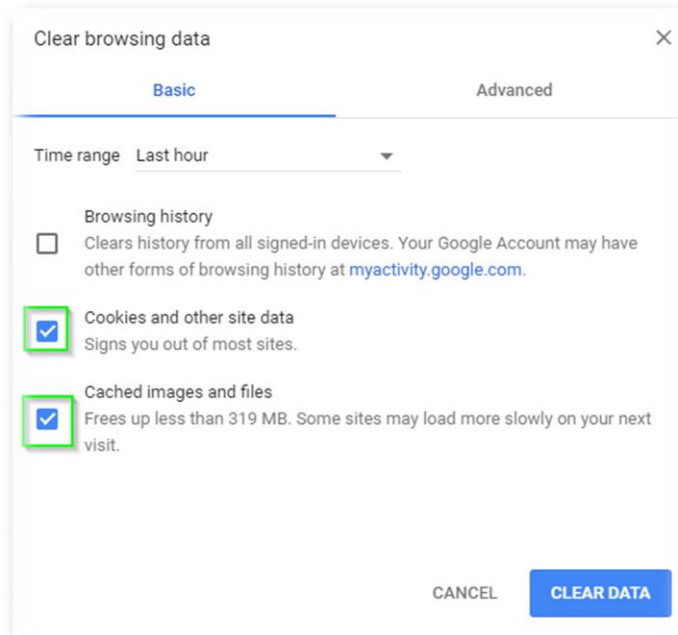 Clear browsing data
Basic
Advanced
Time range Last hour
Browsing history
Clears history from all signed-in devices. Your Google Account may have
other forms of browsing history at myactivity.google.com.
Cookies and other site data
Signs you out of most sites.
Cached images and files
Frees up less than 319 MB. Some sites may load more slowly on your next
visit.
CANCEL
CLEAR DATA